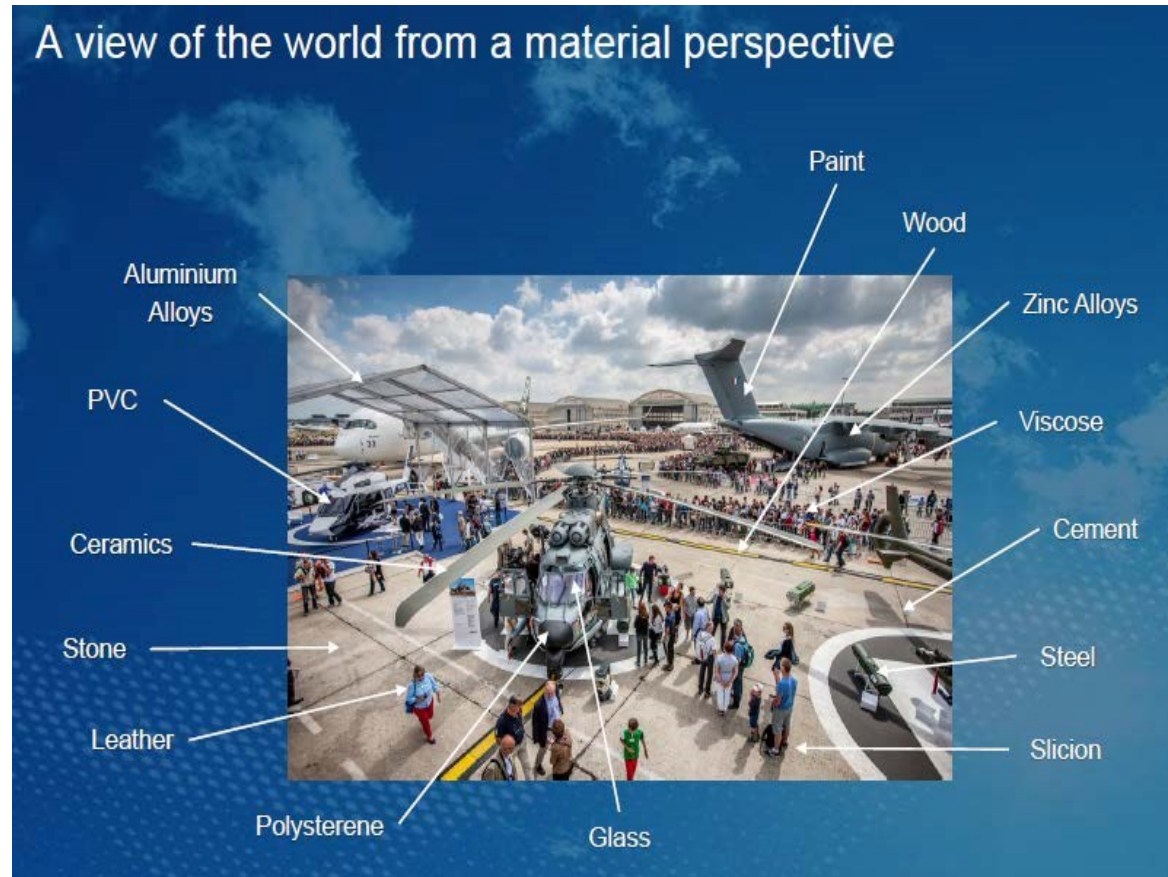 A view of the world from a material perspective
Paint
Wood
Aluminium
Alloys
Zinc Alloys
PVC
Viscose
Cement
Ceramics
Stone
Steel
Leather
Slicion
Polysterene
Glass
33